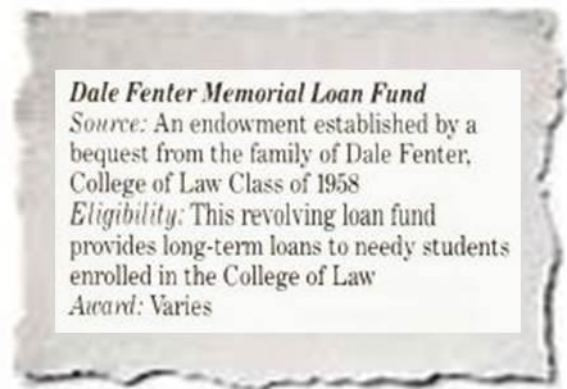 Dale Fenter Memorial Loan Fund
Source: An endowment established by a
bequest from the family of Dale Fenter,
College of Law Class of 1958
Eligibility: This revolving loan fund
provides long-term loans to needy students
enrolled in the College of Law
Award: Varies